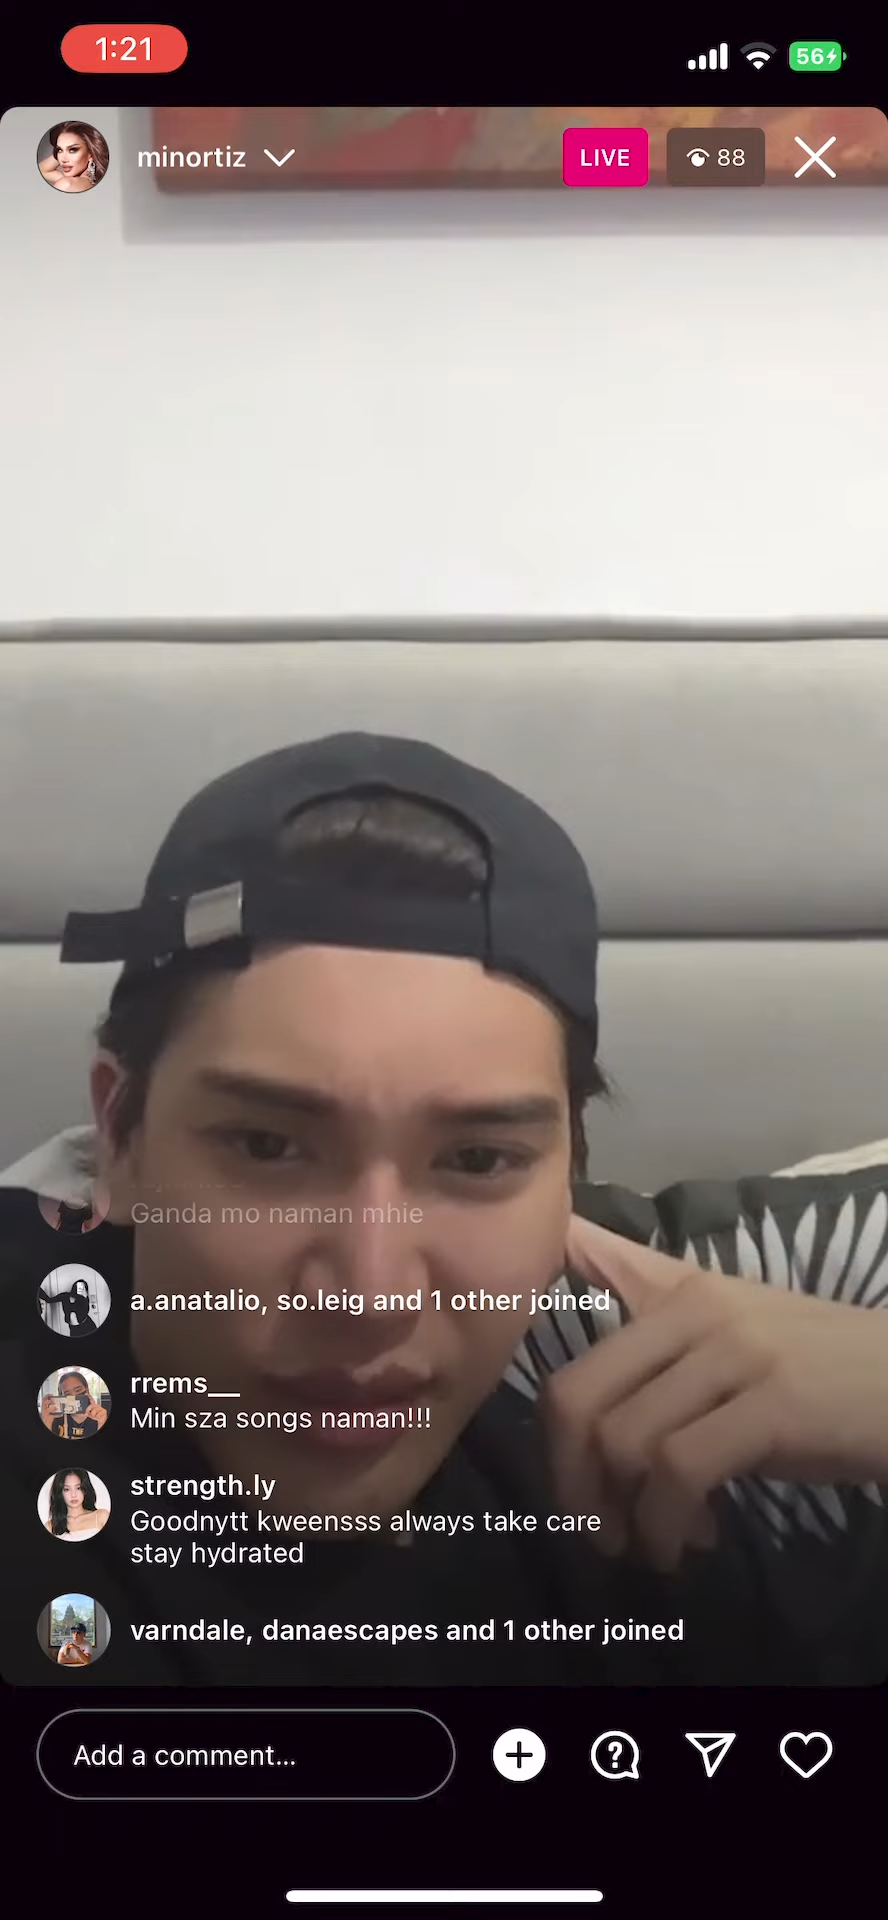 1:21
56
minortiz
LIVE
88
Ganda mo naman mhie
a.anatalio, so.leig and 1 other joined
rrems__
Min sza songs naman!!!
strength.ly
Goodnytt kweensss always take care
stay hydrated
varndale, danaescapes and 1 other joined
Add a comment...